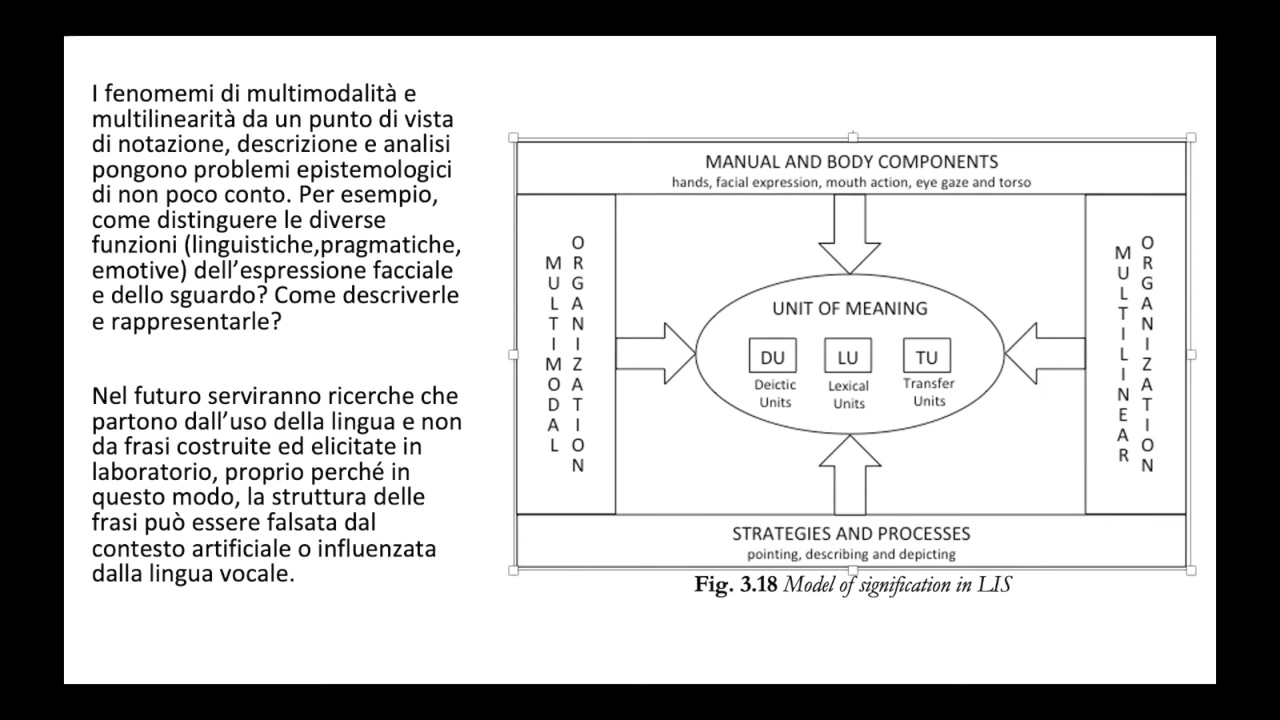 I fenomemi di multimodalità e
multilinearità da un punto di vista
di notazione, descrizione e analisi
pongono problemi epistemologici
di non poco conto. Per esempio,
come distinguere le diverse
funzioni (linguistiche,pragmatiche,
emotive) dell’espressione facciale
e dello sguardo? Come descriverle
e rappresentarle?
Nel futuro serviranno ricerche che
partono dall’uso della lingua e non
da frasi costruite ed elicitate in
laboratorio, proprio perché in
questo modo, la struttura delle
frasi può essere falsata dal
contesto artificiale o influenzata
dalla lingua vocale.
MANUAL AND BODY COMPONENTS
hands, facial expression, mouth action, eye gaze and torso
MULTIMODAL
ORGANIZATION
UNIT OF MEANING
DU
LU
TU
Deictic
Units
Lexical
Units
Transfer
Units
MULTILINEAR
ORGANIZATION
STRATEGIES AND PROCESSES
pointing, describing and depicting
Fig. 3.18 Model of signification in LIS